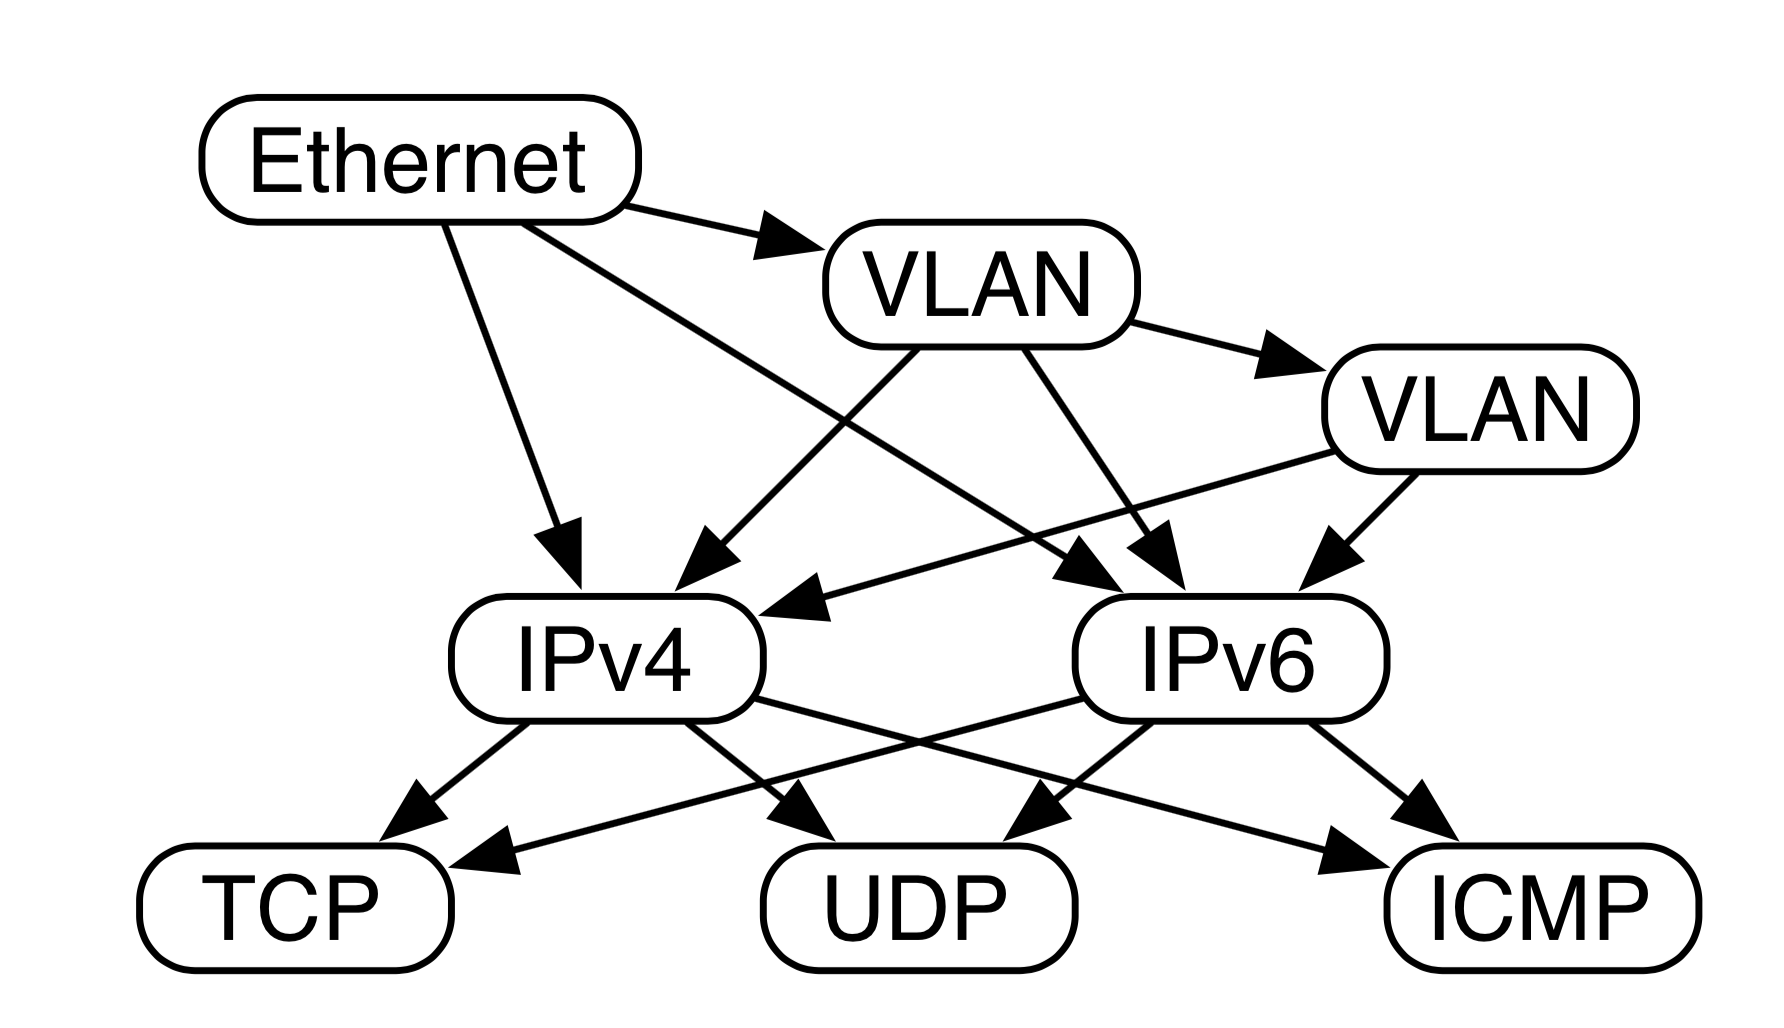 Ethernet
VLAN
VLAN
IPv4
IPv6
TCP
UDP
ICMP